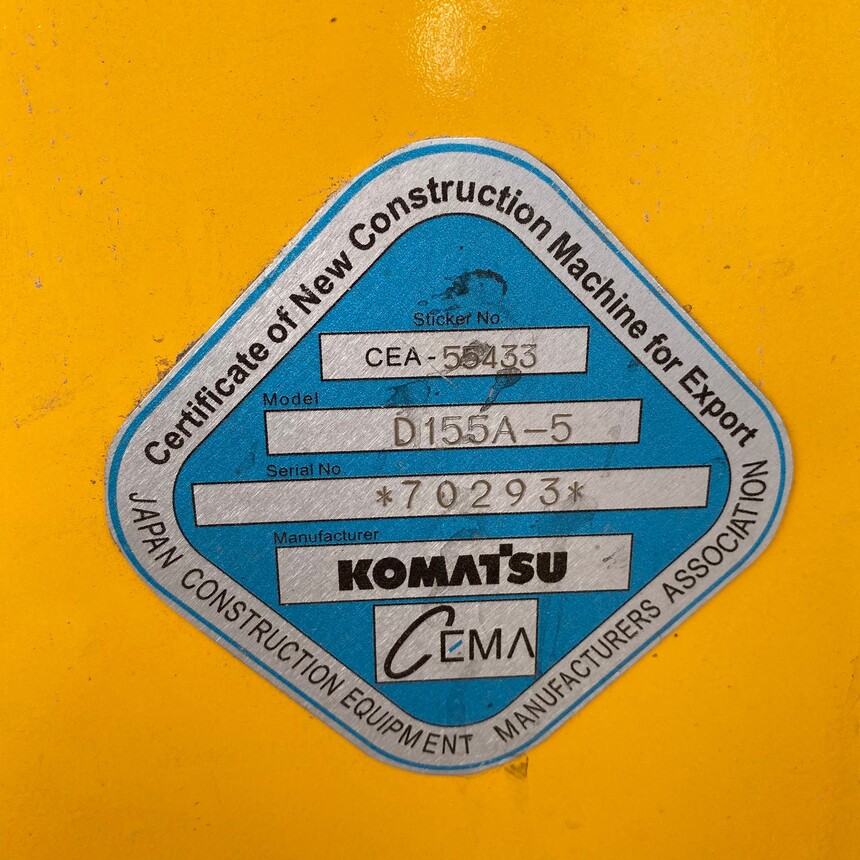 Certificate of New Construction Machine for Export
Sticker No.
CEA-55433
Model
D155A-5
Serial No
*70293*
Manufacturer
KOMATSU
CEMA
JAPAN CONSTRUCTION EQUIPMENT MANUFACTURERS ASSOCIATION